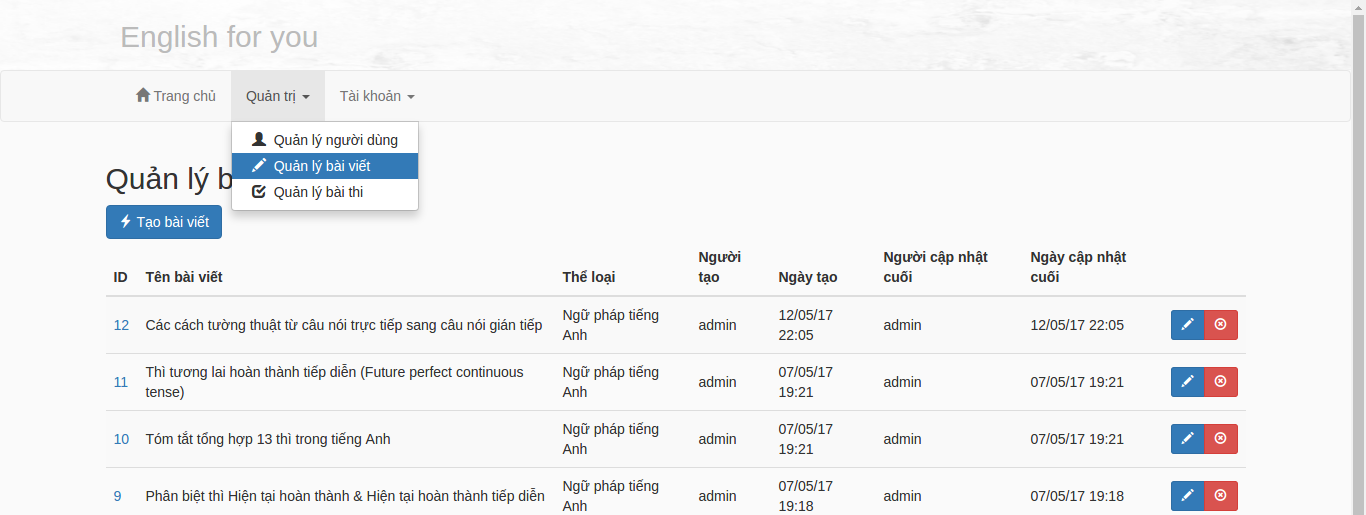 English for you
Trang chủ
Quản trị
Tài khoản
Quản lý người dùng
Quản lý bài viết
Quản lý bài thi
Quản lý b
Tạo bài viết
ID
Tên bài viết
Thể loại
Người
tạo
Ngày tạo
Người cập nhật
cuối
Ngày cập nhật
cuối
12
Các cách tường thuật từ câu nói trực tiếp sang câu nói gián tiếp
Ngữ pháp tiếng
Anh
admin
12/05/17
22:05
admin
12/05/17 22:05
11
Thì tương lai hoàn thành tiếp diễn (Future perfect continuous
tense)
Ngữ pháp tiếng
Anh
admin
07/05/17
19:21
admin
07/05/17 19:21
10
Tóm tắt tổng hợp 13 thì trong tiếng Anh
Ngữ pháp tiếng
Anh
admin
07/05/17
19:21
admin
07/05/17 19:21
9
Phân biệt thì Hiện tại hoàn thành & Hiện tại hoàn thành tiếp diễn
Ngữ pháp tiếng
Anh
admin
07/05/17
19:18
admin
07/05/17 19:18